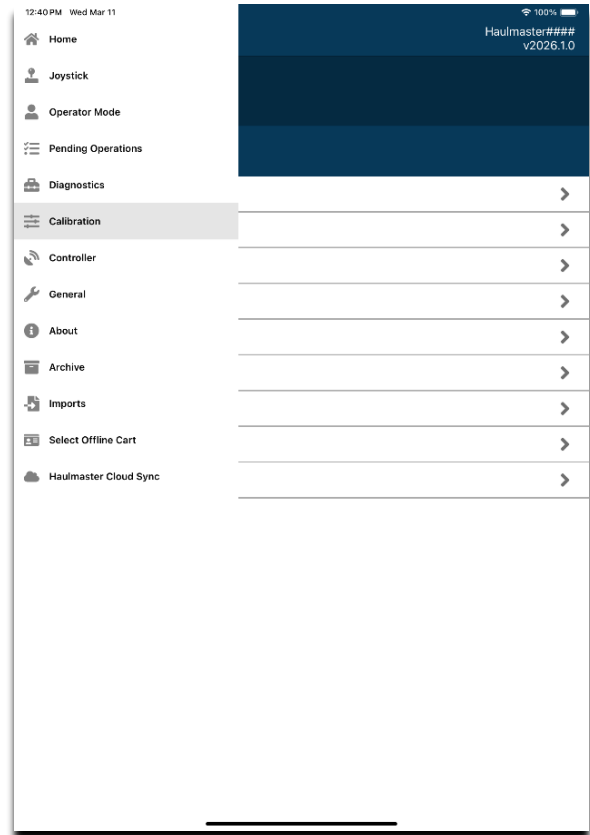 12:40 PM Wed Mar 11
100%
Haulmaster####
v2026.1.0
Home
Joystick
Operator Mode
Pending Operations
Diagnostics
Calibration
Controller
General
About
Archive
Imports
Select Offline Cart
Haulmaster Cloud Sync